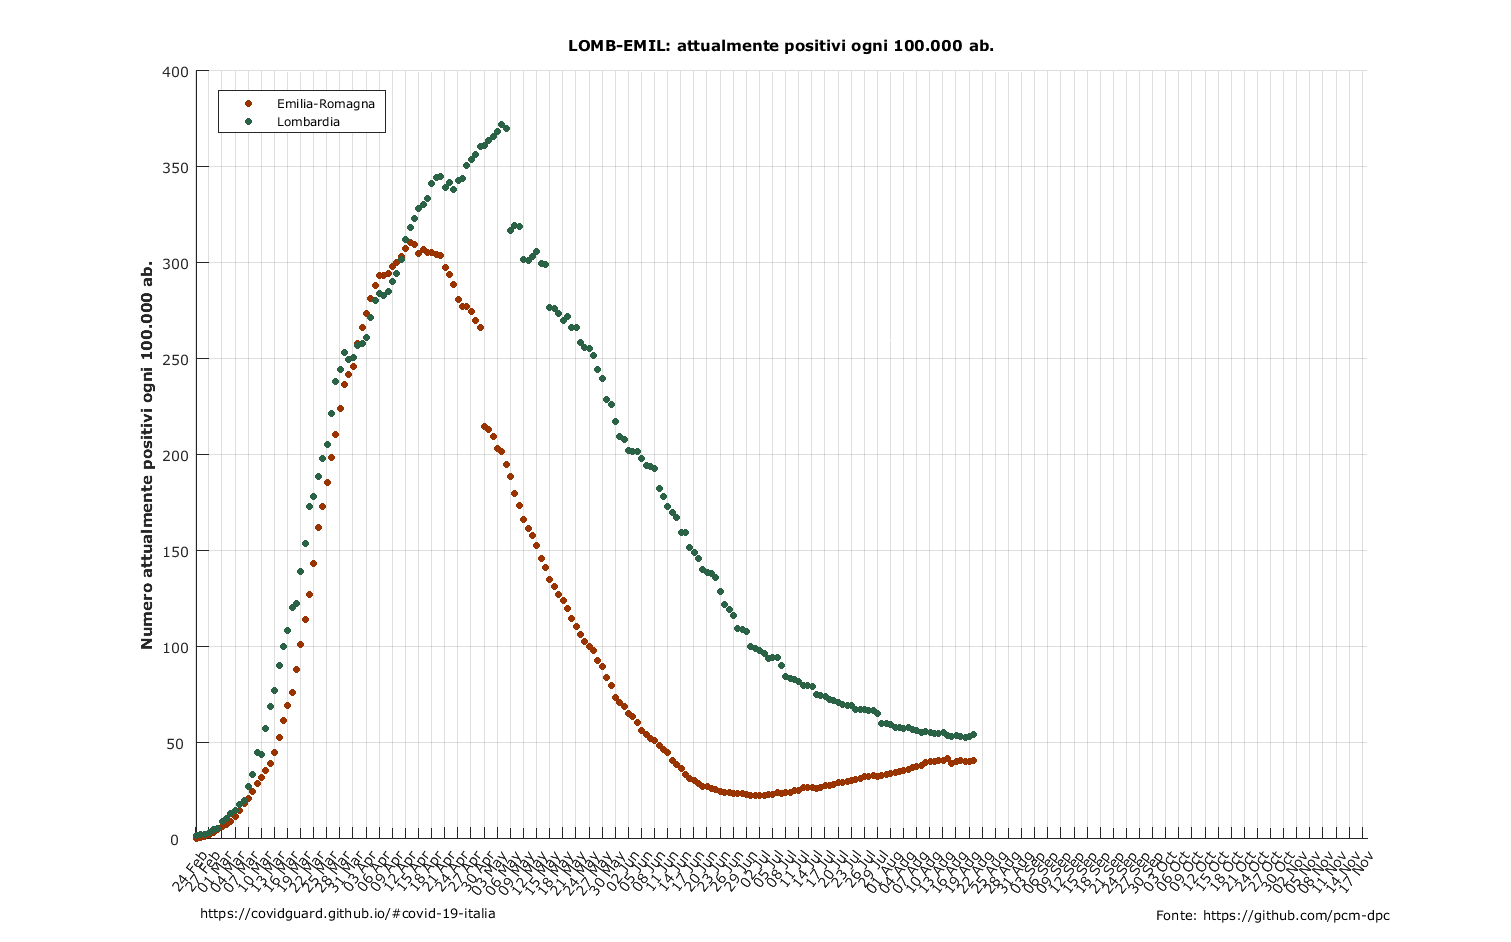 LOMB-EMIL: attualmente positivi ogni 100.000 ab.
Numero attualmente positivi ogni 100.000 ab.
400
350
300
250
200
150
100
50
0
Emilia-Romagna
Lombardia
24 Feb
27 Feb
01 Mar
04 Mar
07 Mar
10 Mar
13 Mar
16 Mar
19 Mar
22 Mar
25 Mar
28 Mar
31 Mar
03 Apr
06 Apr
09 Apr
12 Apr
15 Apr
18 Apr
21 Apr
24 Apr
27 Apr
30 Apr
03 May
06 May
09 May
12 May
15 May
18 May
21 May
24 May
27 May
30 May
02 Jun
05 Jun
08 Jun
11 Jun
14 Jun
17 Jun
20 Jun
23 Jun
26 Jun
29 Jun
02 Jul
05 Jul
08 Jul
11 Jul
14 Jul
17 Jul
20 Jul
23 Jul
26 Jul
29 Jul
01 Aug
04 Aug
07 Aug
10 Aug
13 Aug
16 Aug
19 Aug
22 Aug
25 Aug
28 Aug
31 Aug
03 Sep
06 Sep
09 Sep
12 Sep
15 Sep
18 Sep
21 Sep
24 Sep
27 Sep
30 Sep
03 Oct
06 Oct
09 Oct
12 Oct
15 Oct
18 Oct
21 Oct
24 Oct
27 Oct
30 Oct
02 Nov
05 Nov
08 Nov
11 Nov
14 Nov
17 Nov
https://covidguard.github.io/#covid-19-italia
Fonte: https://github.com/pcm-dpc